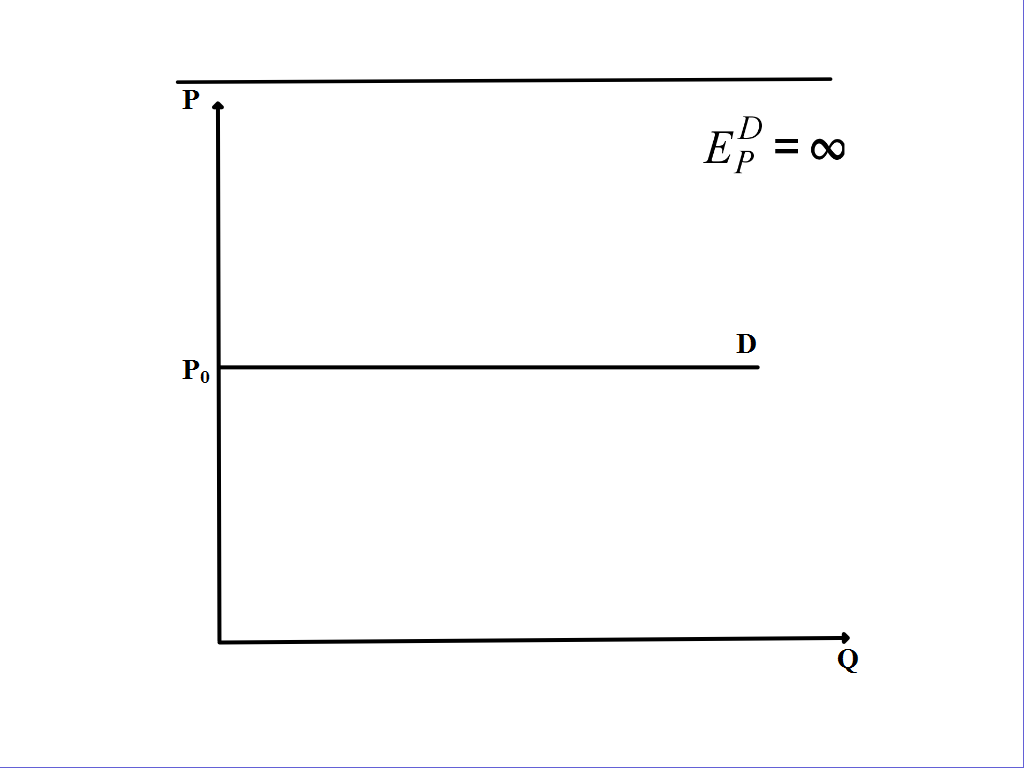 P
E_P^D = ∞
D
P₀
Q